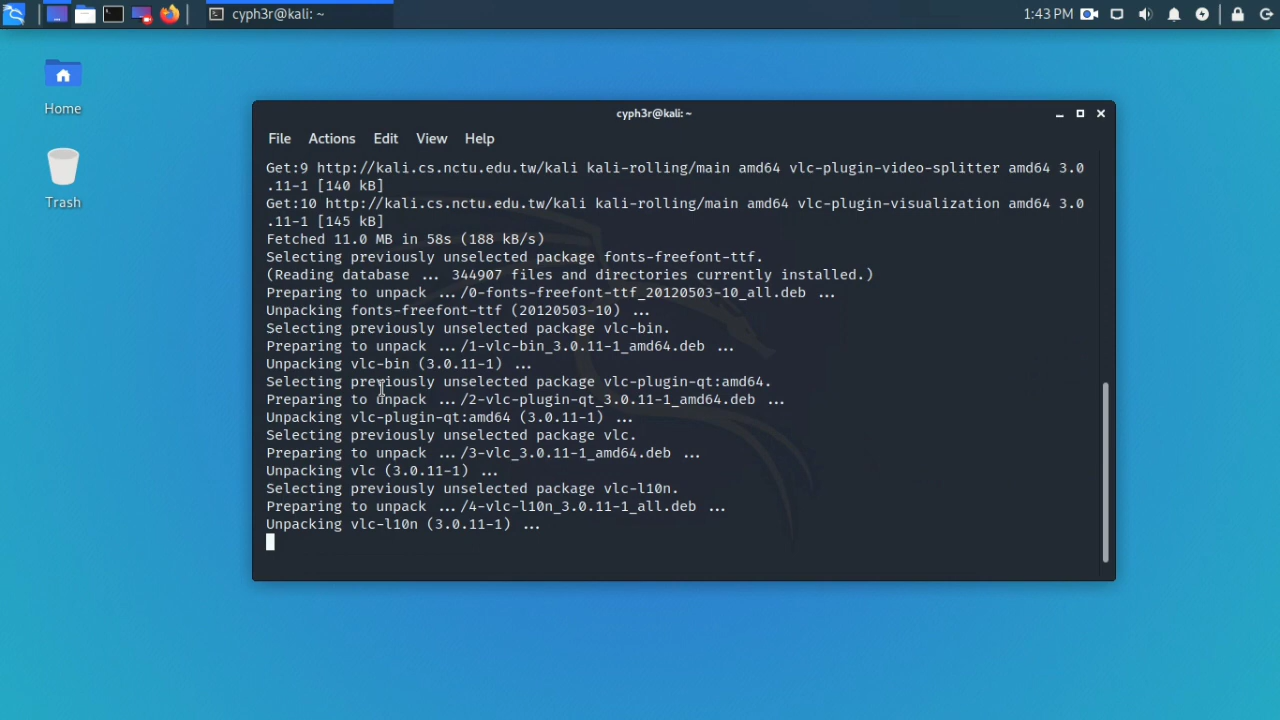 cyph3r@kali: ~
1:43 PM
Home
Trash
cyph3r@kali: ~
File Actions Edit View Help
Get:9 http://kali.cs.nctu.edu.tw/kali kali-rolling/main amd64 vlc-plugin-video-splitter amd64 3.0
.11-1 [140 kB]
Get:10 http://kali.cs.nctu.edu.tw/kali kali-rolling/main amd64 vlc-plugin-visualization amd64 3.0
.11-1 [145 kB]
Fetched 11.0 MB in 58s (188 kB/s)
Selecting previously unselected package fonts-freefont-ttf.
(Reading database ... 344907 files and directories currently installed.)
Preparing to unpack .../0-fonts-freefont-ttf_20120503-10_all.deb ...
Unpacking fonts-freefont-ttf (20120503-10) ...
Selecting previously unselected package vlc-bin.
Preparing to unpack .../1-vlc-bin_3.0.11-1_amd64.deb ...
Unpacking vlc-bin (3.0.11-1) ...
Selecting previously unselected package vlc-plugin-qt:amd64.
Preparing to unpack .../2-vlc-plugin-qt_3.0.11-1_amd64.deb ...
Unpacking vlc-plugin-qt:amd64 (3.0.11-1) ...
Selecting previously unselected package vlc.
Preparing to unpack .../3-vlc_3.0.11-1_amd64.deb ...
Unpacking vlc (3.0.11-1) ...
Selecting previously unselected package vlc-l10n.
Preparing to unpack .../4-vlc-l10n_3.0.11-1_all.deb ...
Unpacking vlc-l10n (3.0.11-1) ...